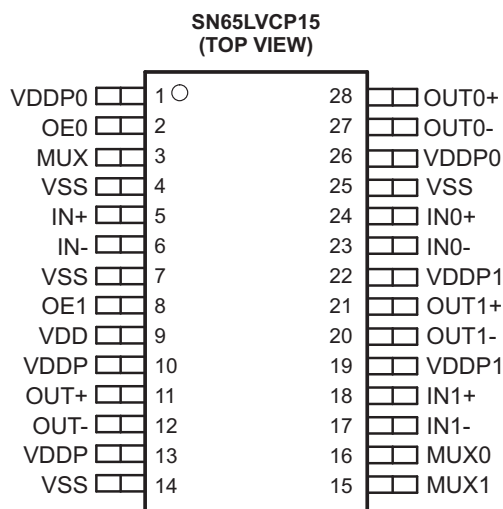 SN65LVCP15
(TOP VIEW)
VDDP0 1 28 OUT0+
OE0 2 27 OUT0-
MUX 3 26 VDDP0
VSS 4 25 VSS
IN+ 5 24 IN0+
IN- 6 23 IN0-
VSS 7 22 VDDP1
OE1 8 21 OUT1+
VDD 9 20 OUT1-
VDDP 10 19 VDDP1
OUT+ 11 18 IN1+
OUT- 12 17 IN1-
VDDP 13 16 MUX0
VSS 14 15 MUX1